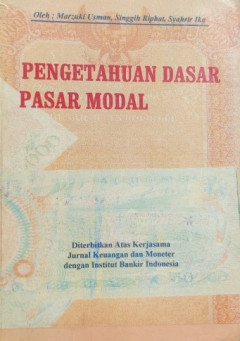 Oleh : Marzuki Usman, Singgih Riphat, Syahrir Ika
PENGETAHUAN DASAR
PASAR MODAL
Diterbitkan Atas Kerjasama
Jurnal Keuangan dan Moneter
dengan Institut Bankir Indonesia